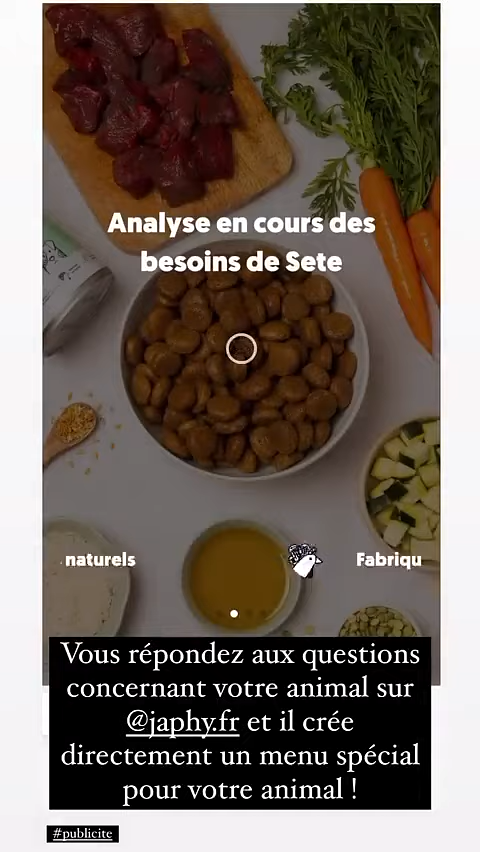 Analyse en cours des
besoins de Sete
naturels
Fabriqu
Vous répondez aux questions
concernant votre animal sur
@japhy.fr et il crée
directement un menu spécial
pour votre animal !
#publicite